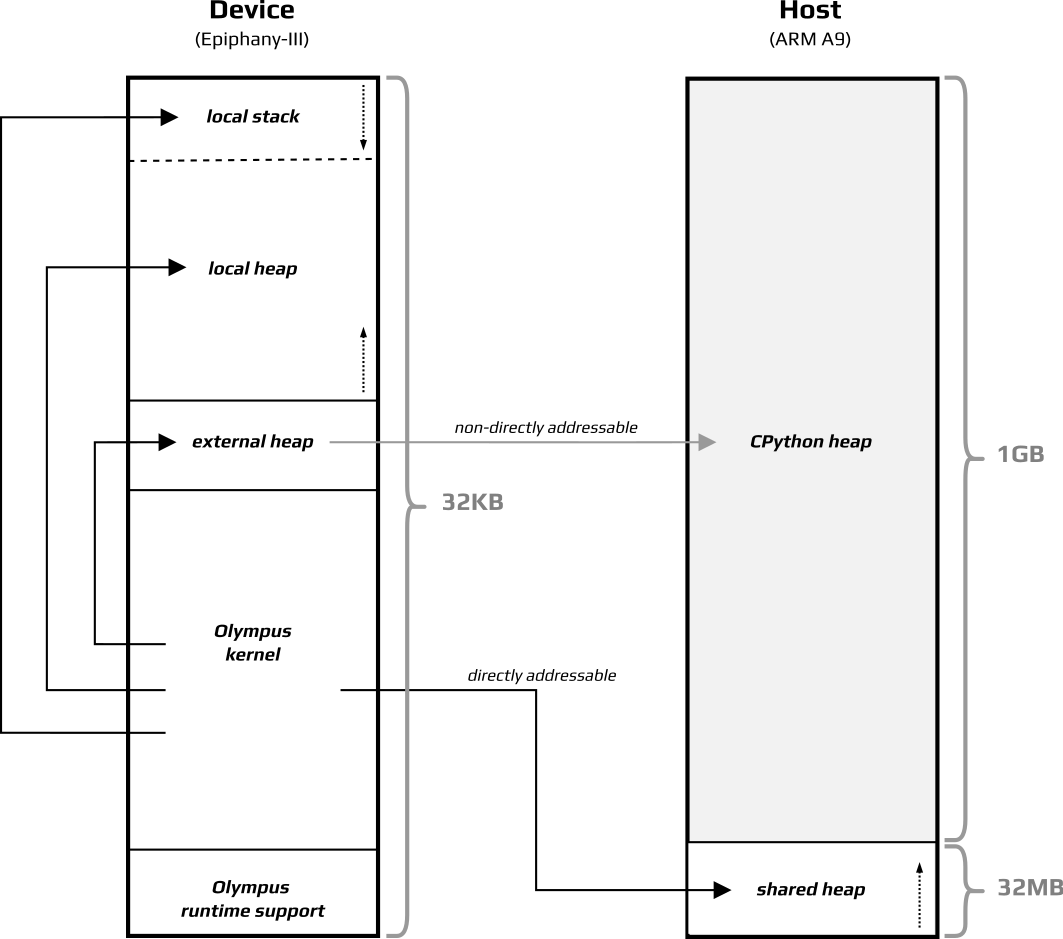 Device
(Epiphany-III)
Host
(ARM A9)
local stack
local heap
external heap
non-directly addressable
CPython heap
1GB
32KB
Olympus
kernel
directly addressable
Olympus
runtime support
shared heap
32MB